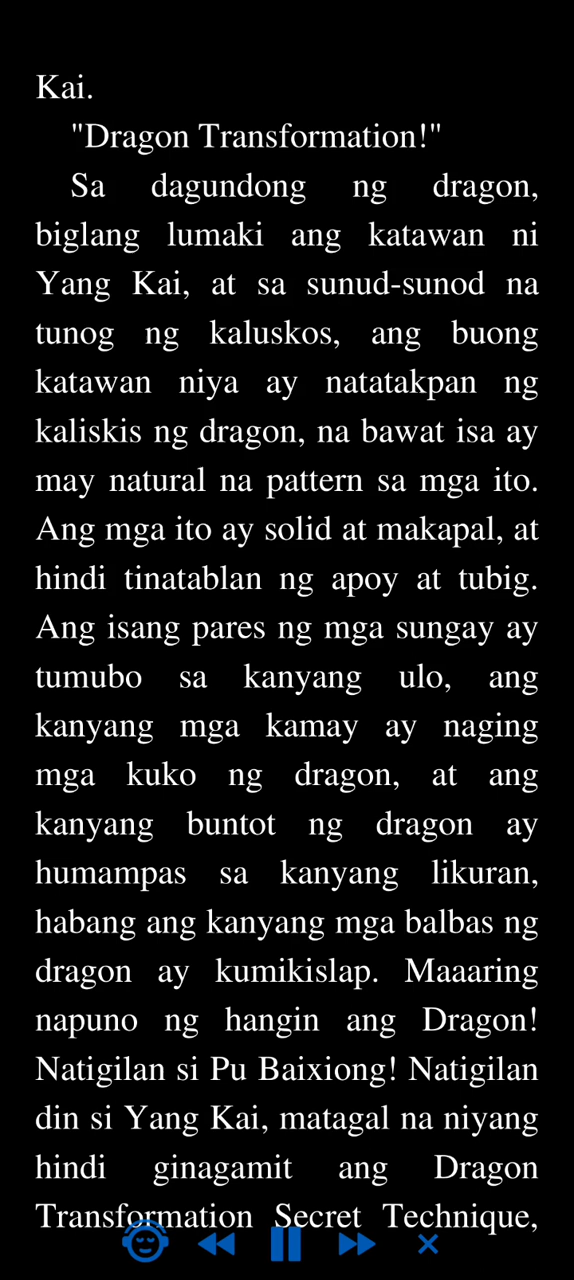 Kai.
"Dragon Transformation!"
Sa dagundong ng dragon,
biglang lumaki ang katawan ni
Yang Kai, at sa sunud-sunod na
tunog ng kaluskos, ang buong
katawan niya ay natatakpan ng
kaliskis ng dragon, na bawat isa ay
may natural na pattern sa mga ito.
Ang mga ito ay solid at makapal, at
hindi tinatablan ng apoy at tubig.
Ang isang pares ng mga sungay ay
tumubo sa kanyang ulo, ang
kanyang mga kamay ay naging
mga kuko ng dragon, at ang
kanyang buntot ng dragon ay
humampas sa kanyang likuran,
habang ang kanyang mga balbas ng
dragon ay kumikislap. Maaaring
napuno ng hangin ang Dragon!
Natigilan si Pu Baixiong! Natigilan
din si Yang Kai, matagal na niyang
hindi ginagamit ang Dragon
Transformation Secret Technique,